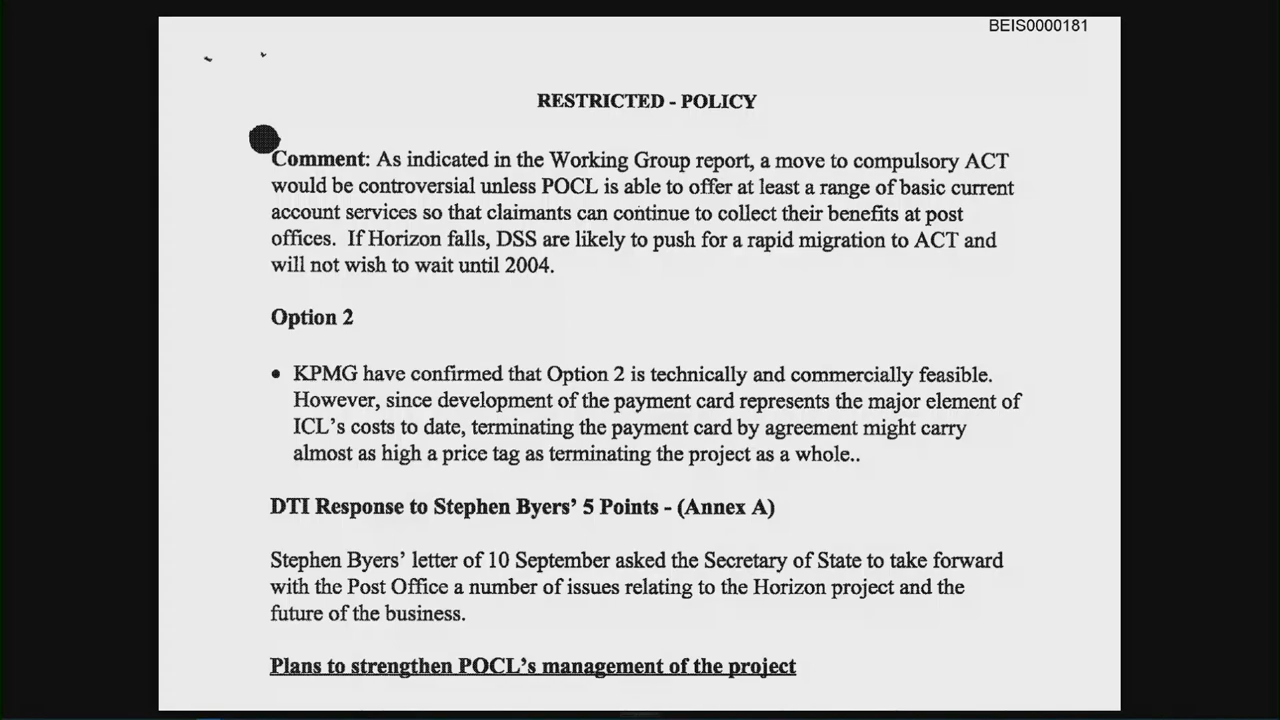 BEIS0000181
RESTRICTED - POLICY
Comment: As indicated in the Working Group report, a move to compulsory ACT
would be controversial unless POCL is able to offer at least a range of basic current
account services so that claimants can continue to collect their benefits at post
offices. If Horizon falls, DSS are likely to push for a rapid migration to ACT and
will not wish to wait until 2004.
Option 2
• KPMG have confirmed that Option 2 is technically and commercially feasible.
However, since development of the payment card represents the major element of
ICL's costs to date, terminating the payment card by agreement might carry
almost as high a price tag as terminating the project as a whole..
DTI Response to Stephen Byers' 5 Points - (Annex A)
Stephen Byers' letter of 10 September asked the Secretary of State to take forward
with the Post Office a number of issues relating to the Horizon project and the
future of the business.
Plans to strengthen POCL's management of the project